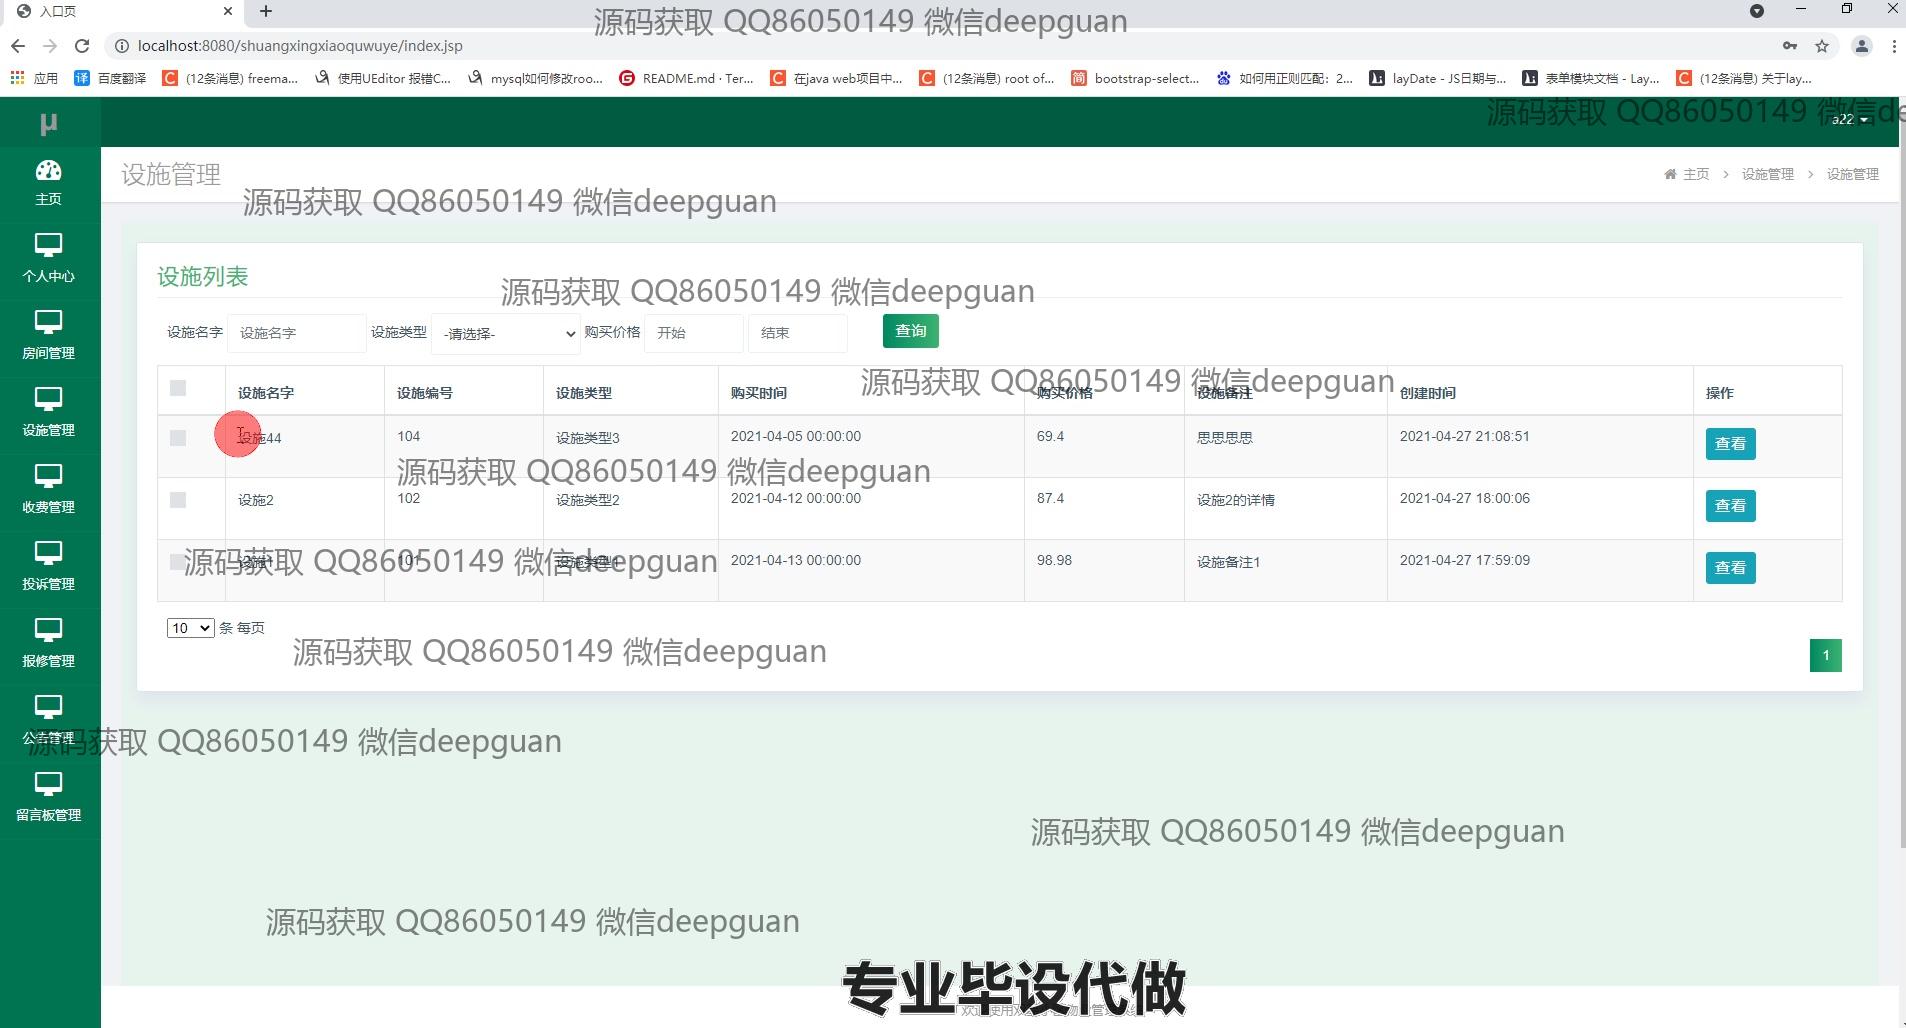 入口页
源码获取 QQ86050149 微信deepguan
localhost:8080/shuangxingxiaoquwuye/index.jsp
应用 百度翻译 (12条消息) freema... 使用UEditor 报错C... mysql如何修改roo... README.md · Ter... 在java web项目中... (12条消息) root of... bootstrap-select... 如何用正则匹配：2... layDate - JS日期与... 表单模块文档 - Lay... (12条消息) 关于lay...
μ
源码获取 QQ86050149 微信de
a22
主页
设施管理
主页 > 设施管理 > 设施管理
源码获取 QQ86050149 微信deepguan
个人中心
设施列表
源码获取 QQ86050149 微信deepguan
房间管理
设施名字 设施名字 设施类型 -请选择- 购买价格 开始 结束 查询
源码获取 QQ86050149 微信deepguan
设施名字 设施编号 设施类型 购买时间 购买价格 设施备注 创建时间 操作
设施管理
设施44 104 设施类型3 2021-04-05 00:00:00 69.4 思思思思 2021-04-27 21:08:51 查看
源码获取 QQ86050149 微信deepguan
收费管理
设施2 102 设施类型2 2021-04-12 00:00:00 87.4 设施2的详情 2021-04-27 18:00:06 查看
源码获取 QQ86050149 微信deepguan
设施1 101 设施类型1 2021-04-13 00:00:00 98.98 设施备注1 2021-04-27 17:59:09 查看
投诉管理
10 条 每页
源码获取 QQ86050149 微信deepguan
1
报修管理
公告管理
源码获取 QQ86050149 微信deepguan
留言板管理
源码获取 QQ86050149 微信deepguan
源码获取 QQ86050149 微信deepguan
专业毕设代做